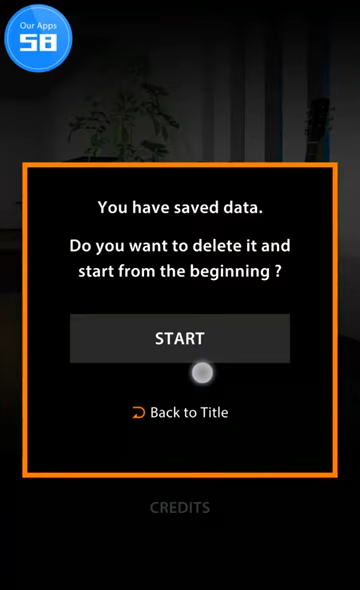 Our Apps
58
You have saved data.
Do you want to delete it and
start from the beginning ?
START
Back to Title
CREDITS